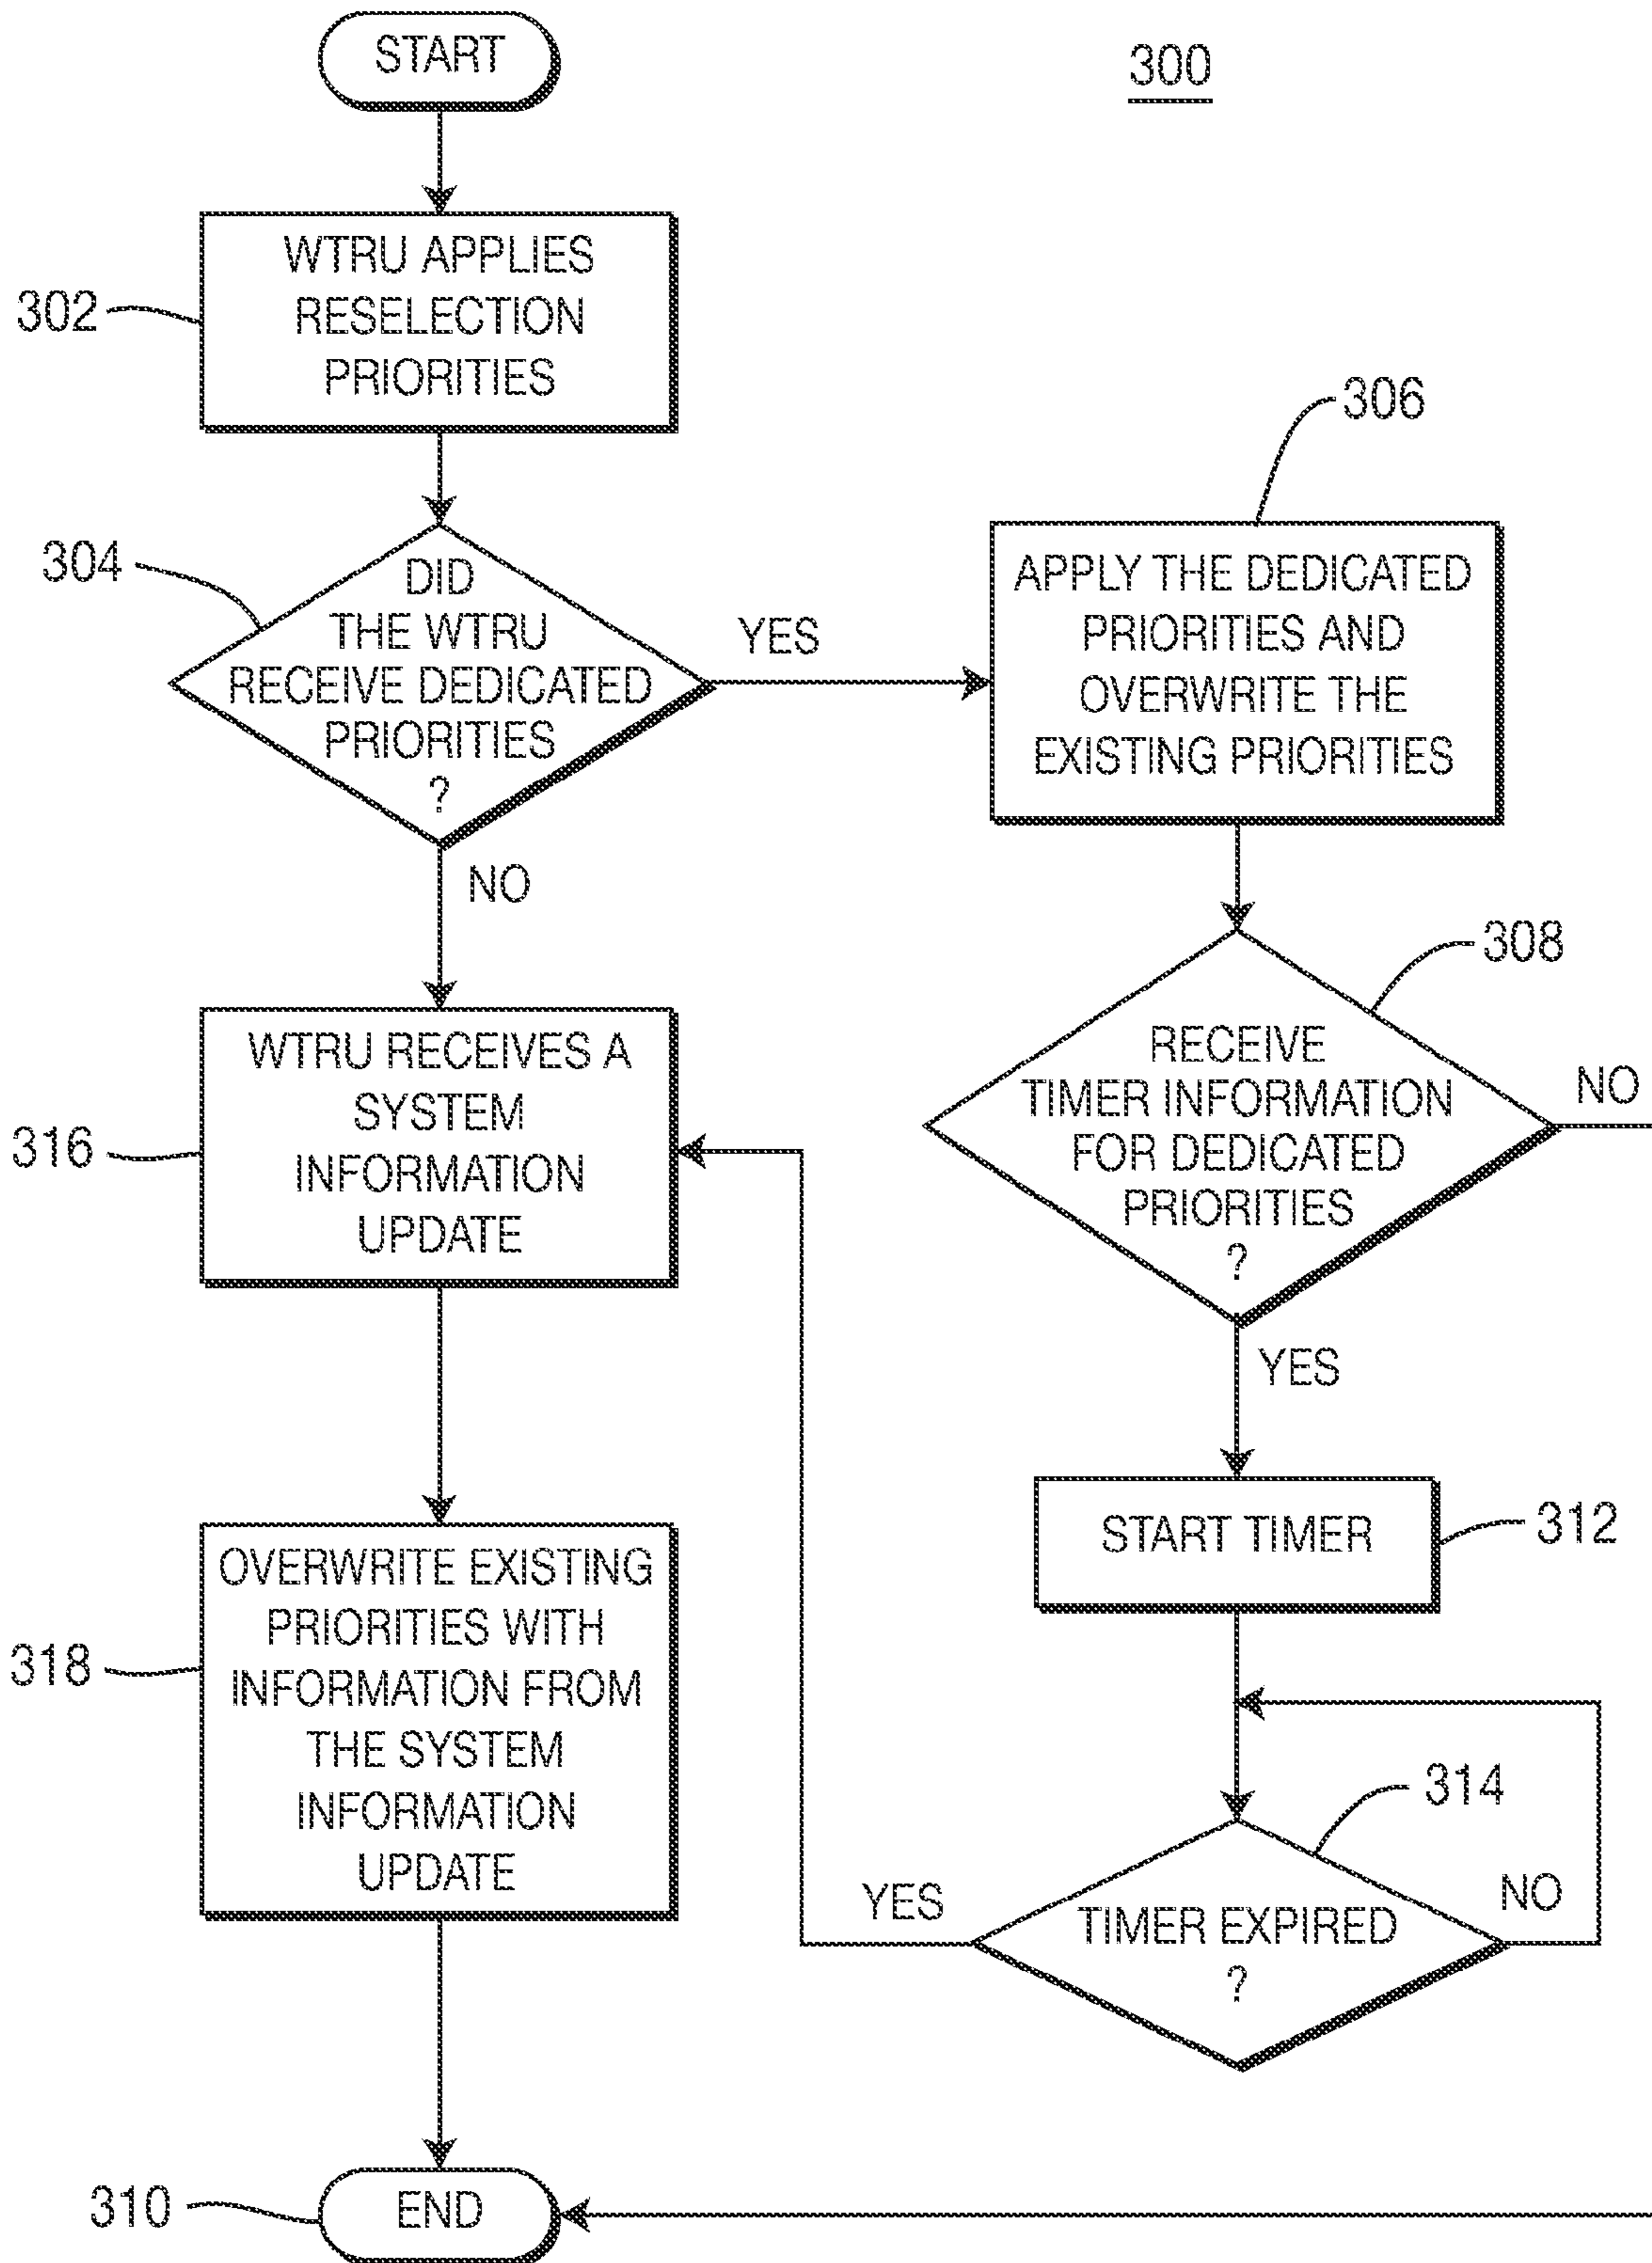 START
300
WTRU APPLIES
RESELECTION
PRIORITIES
302
DID
THE WTRU
RECEIVE DEDICATED
PRIORITIES
?
304
YES
NO
306
APPLY THE DEDICATED
PRIORITIES AND
OVERWRITE THE
EXISTING PRIORITIES
308
RECEIVE
TIMER INFORMATION
FOR DEDICATED
PRIORITIES
?
NO
YES
WTRU RECEIVES A
SYSTEM
INFORMATION
UPDATE
316
START TIMER
312
OVERWRITE EXISTING
PRIORITIES WITH
INFORMATION FROM
THE SYSTEM
INFORMATION
UPDATE
318
314
TIMER EXPIRED
?
YES
NO
310
END